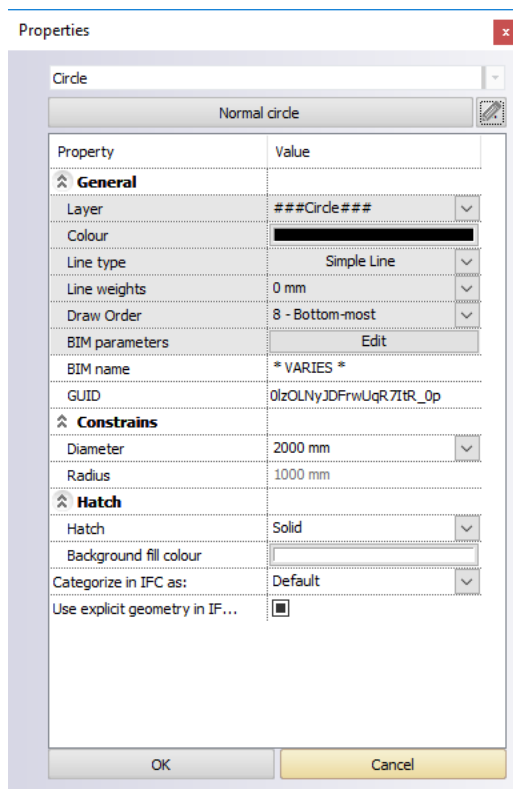 Properties
x
Circle
Normal circle
Property Value
General
Layer ###Circle###
Colour
Line type Simple Line
Line weights 0 mm
Draw Order 8 - Bottom-most
BIM parameters Edit
BIM name * VARIES *
GUID 0lzOLNyJDFrwUqR7ItR_0p
Constrains
Diameter 2000 mm
Radius 1000 mm
Hatch
Hatch Solid
Background fill colour
Categorize in IFC as: Default
Use explicit geometry in IF...
OK Cancel